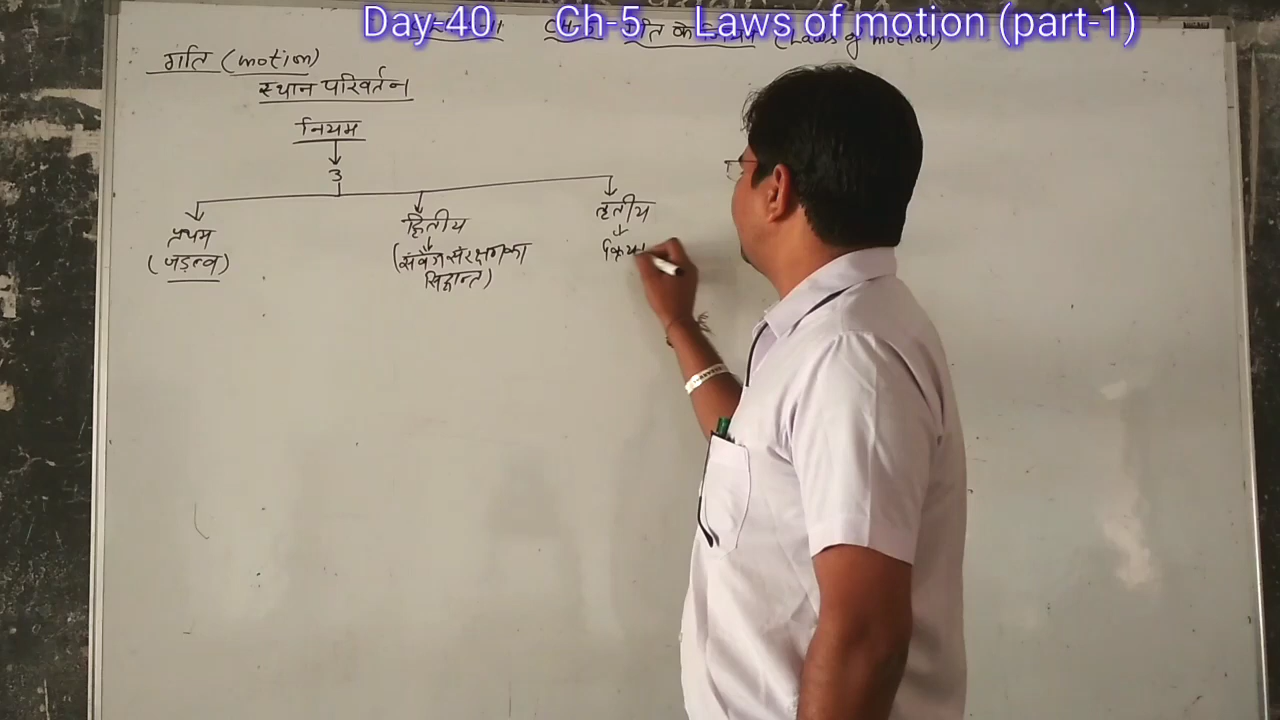 Day-40 Ch-5 Laws of motion (part-1)
गति के नियम (Laws of motion)
गति (motion)
स्थान परिवर्तन
नियम
3
प्रथम द्वितीय तृतीय
(जड़त्व) (संवेग संरक्षण का सिद्धान्त) (क्रिया